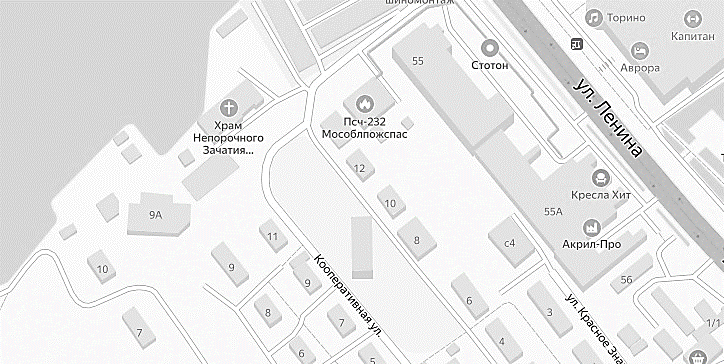 шиномонтаж
Торино
Капитан
55
Стотон
Аврора
ул. Ленина
Псч-232
Мособлпожспас
Храм
Непорочного
Зачатия...
12
Кресла Хит
10
9А
55А
11
8
с4
Акрил-Про
10
9
9
56
Кооперативная ул.
6
ул. Красное Зна
8
7
3
1/1
7
4
5